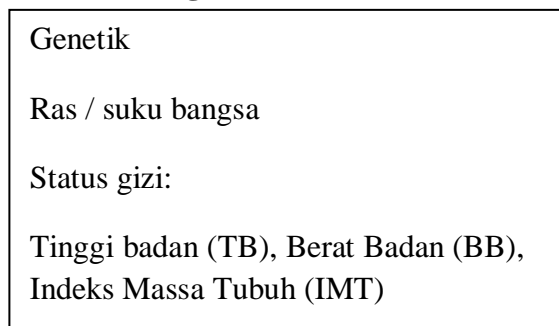 Genetik
Ras / suku bangsa
Status gizi:
Tinggi badan (TB), Berat Badan (BB),
Indeks Massa Tubuh (IMT)